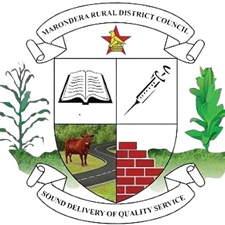 MARONDERA RURAL DISTRICT COUNCIL
SOUND DELIVERY OF QUALITY SERVICE